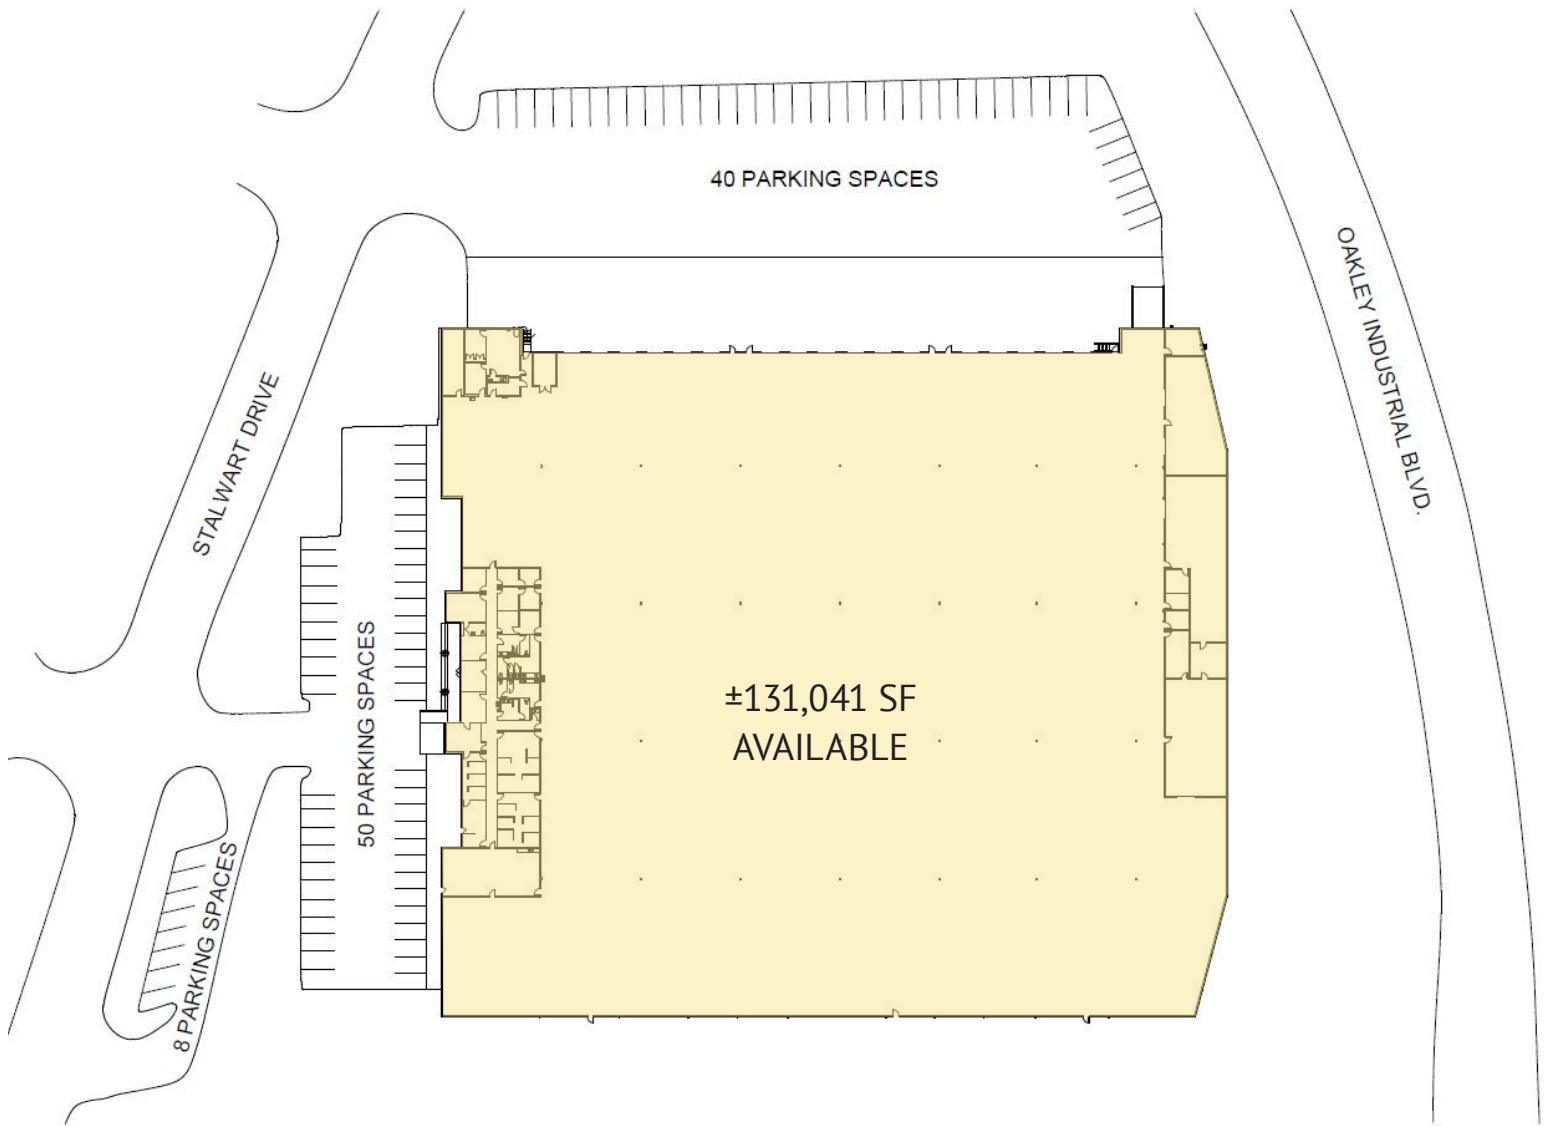 40 PARKING SPACES
OAKLEY INDUSTRIAL BLVD.
STALWART DRIVE
50 PARKING SPACES
±131,041 SF
AVAILABLE
8 PARKING SPACES